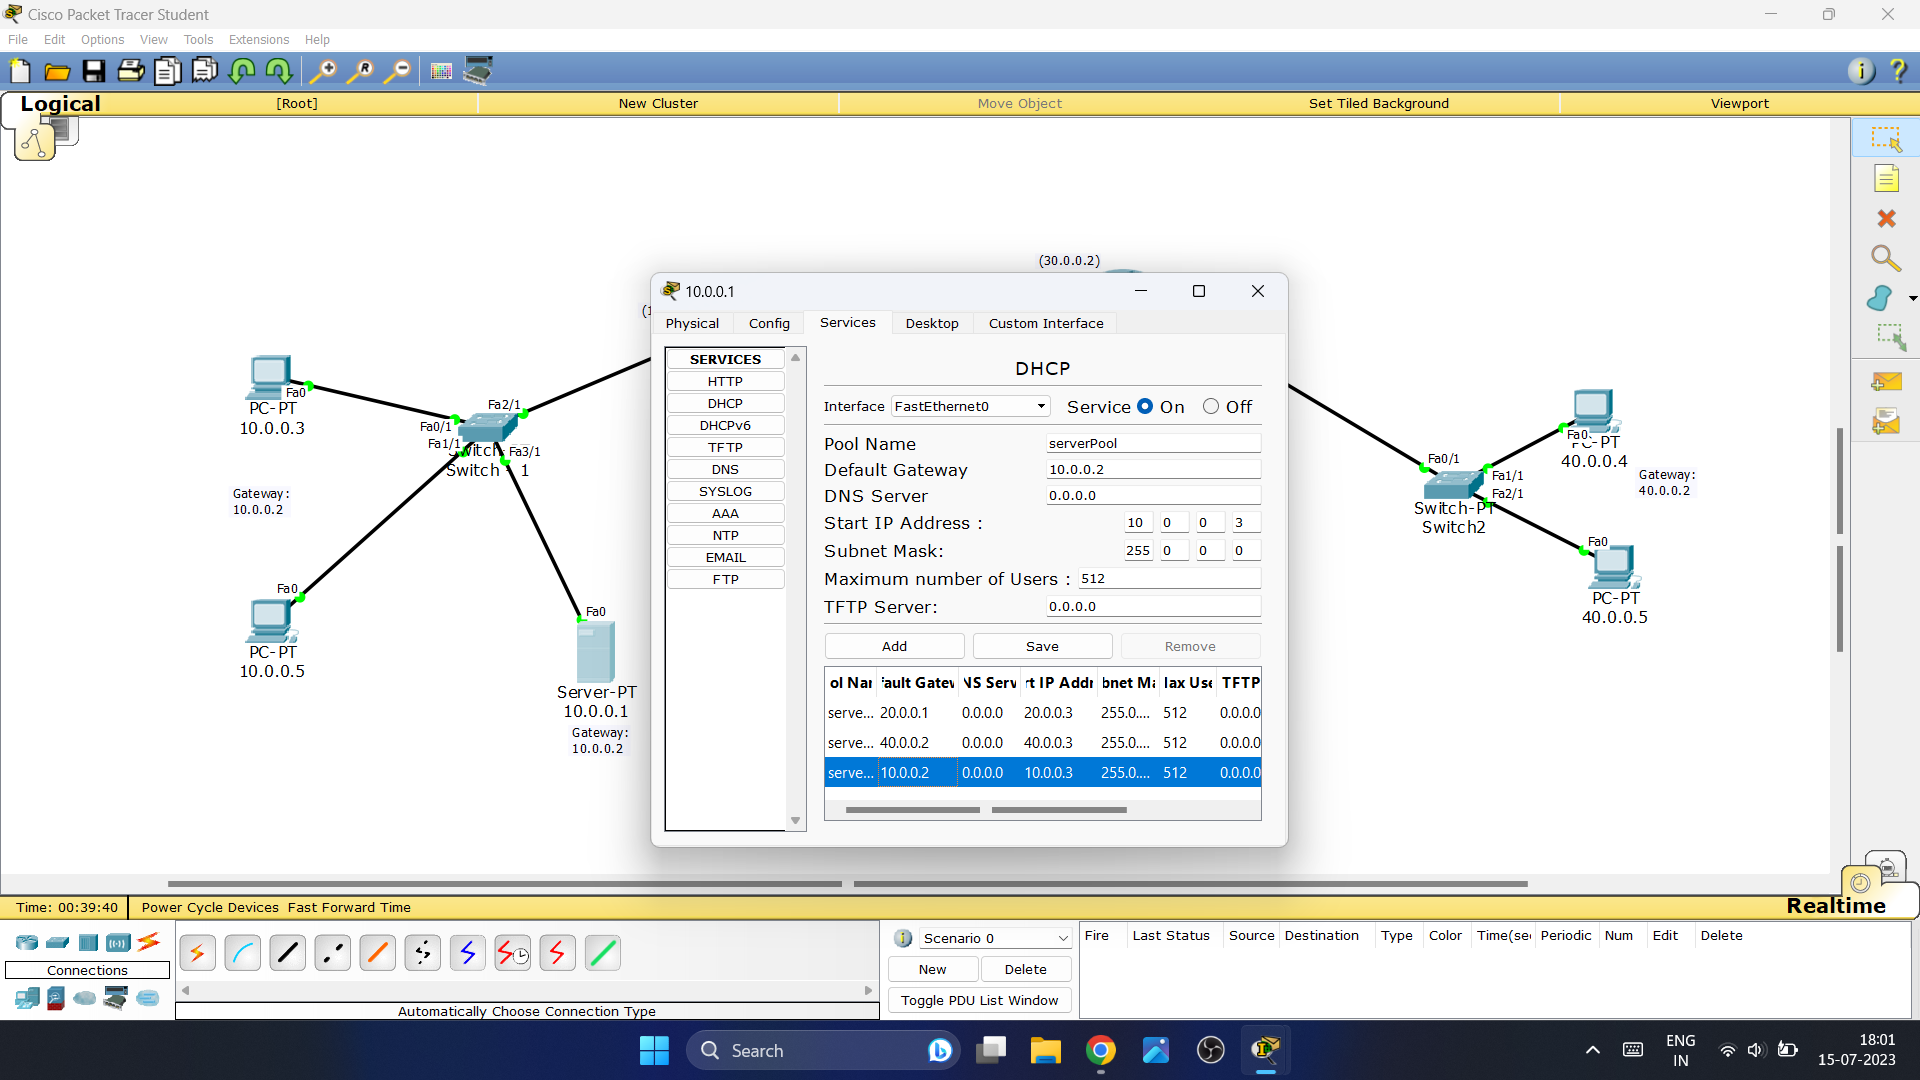 Cisco Packet Tracer Student
File Edit Options View Tools Extensions Help
Logical [Root] New Cluster Move Object Set Tiled Background Viewport
(30.0.0.2)
(1
Fa0
PC-PT
10.0.0.3
Gateway:
10.0.0.2
Fa0
PC-PT
10.0.0.5
Fa2/1
Fa0/1
Fa1/1
Fa3/1
Switch
Switch 1
Fa0
Server-PT
10.0.0.1
Gateway:
10.0.0.2
10.0.0.1
Physical Config Services Desktop Custom Interface
SERVICES
HTTP
DHCP
DHCPv6
TFTP
DNS
SYSLOG
AAA
NTP
EMAIL
FTP
DHCP
Interface FastEthernet0 Service On Off
Pool Name serverPool
Default Gateway 10.0.0.2
DNS Server 0.0.0.0
Start IP Address : 10 0 0 3
Subnet Mask: 255 0 0 0
Maximum number of Users : 512
TFTP Server: 0.0.0.0
Add Save Remove
ol Nar fault Gatew NS Serv rt IP Addr bnet Ma lax Use TFTP
serve... 20.0.0.1 0.0.0.0 20.0.0.3 255.0.... 512 0.0.0.0
serve... 40.0.0.2 0.0.0.0 40.0.0.3 255.0.... 512 0.0.0.0
serve... 10.0.0.2 0.0.0.0 10.0.0.3 255.0.... 512 0.0.0.0
Fa0/1
Fa1/1
Fa2/1
Switch-PT
Switch2
Fa0
PC-PT
40.0.0.4
Gateway:
40.0.0.2
Fa0
PC-PT
40.0.0.5
Time: 00:39:40 Power Cycle Devices Fast Forward Time Realtime
Connections
Automatically Choose Connection Type
Scenario 0
New Delete
Toggle PDU List Window
Fire Last Status Source Destination Type Color Time(sec Periodic Num Edit Delete
Search
ENG
IN
18:01
15-07-2023